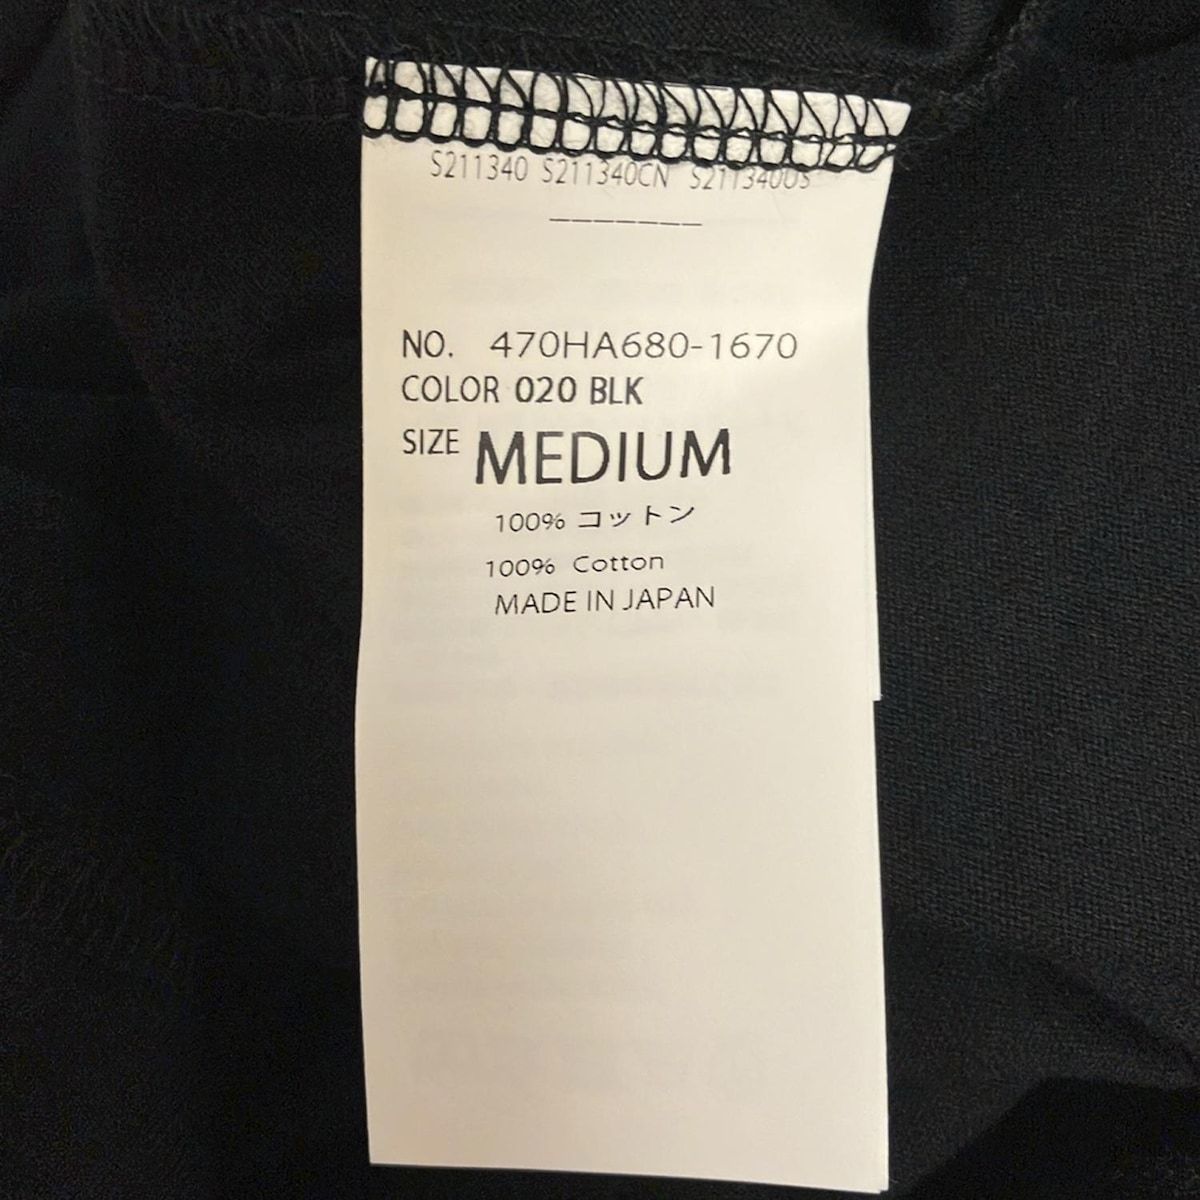 S211340 S211340CN S211340US
NO. 470HA680-1670
COLOR 020 BLK
SIZE MEDIUM
100% コットン
100% Cotton
MADE IN JAPAN